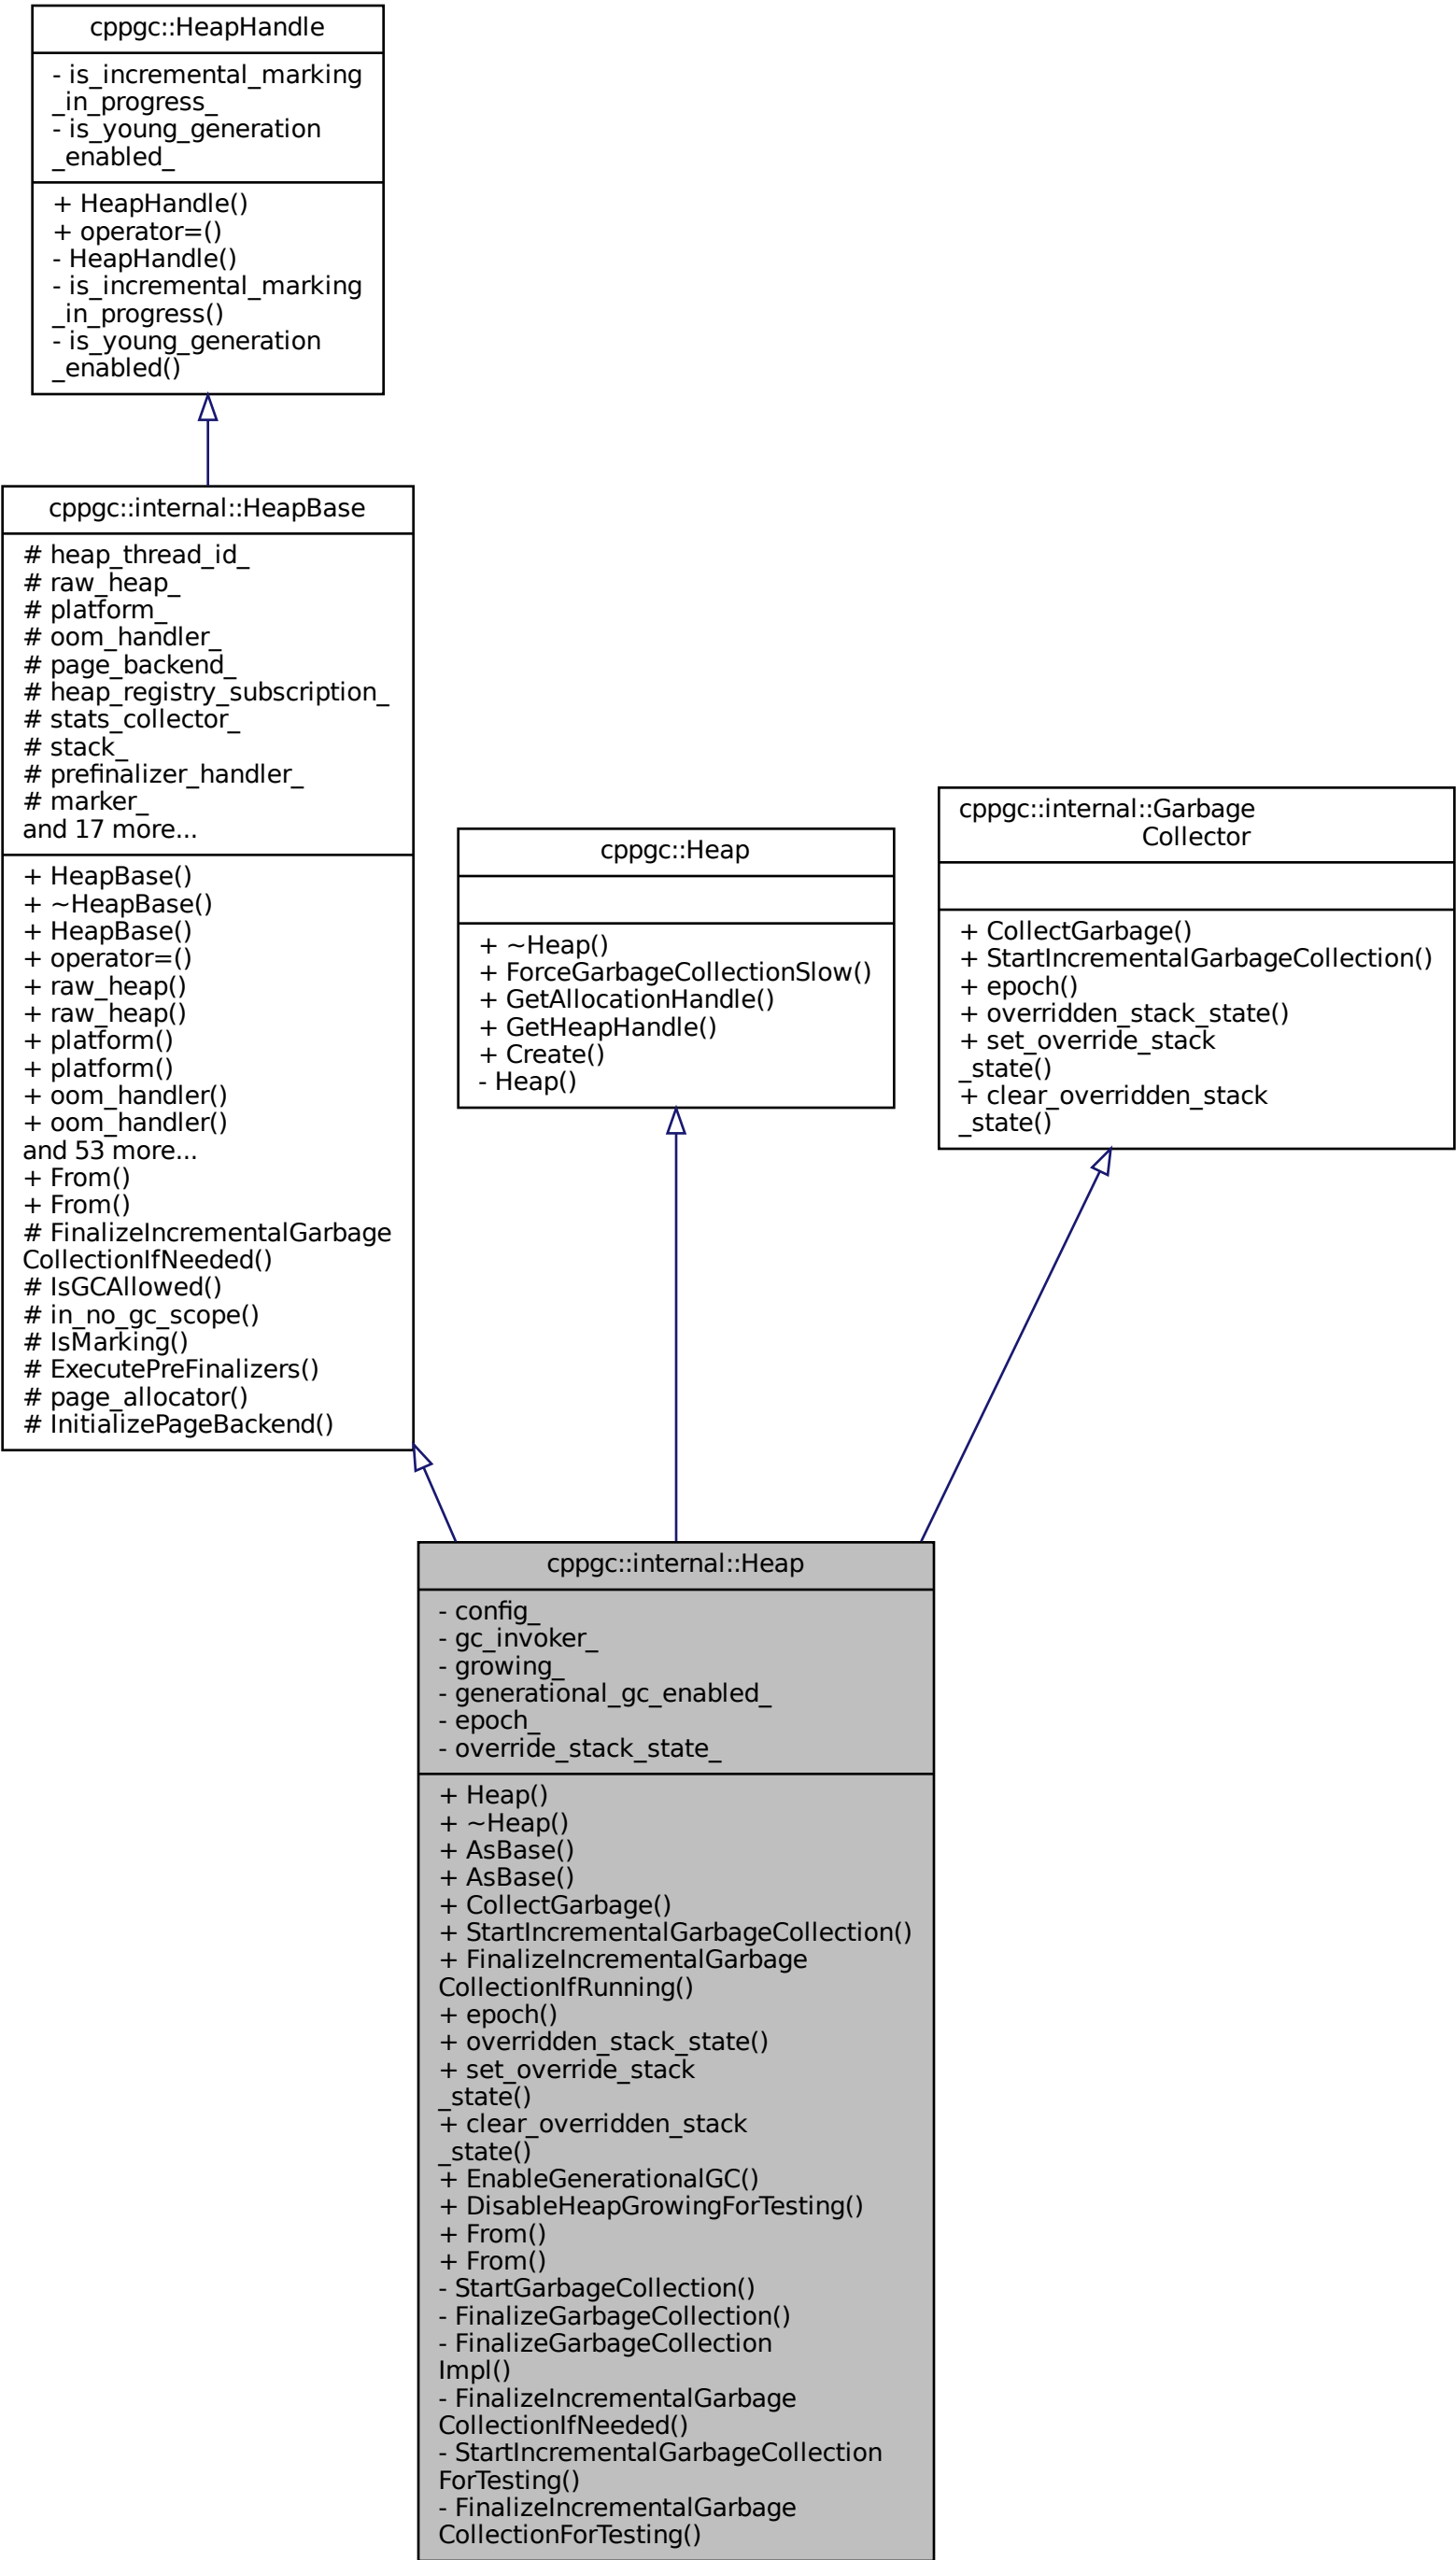 cppgc::HeapHandle
- is_incremental_marking
_in_progress_
- is_young_generation
_enabled_
+ HeapHandle()
+ operator=()
- HeapHandle()
- is_incremental_marking
_in_progress()
- is_young_generation
_enabled()
cppgc::internal::HeapBase
# heap_thread_id_
# raw_heap_
# platform_
# oom_handler_
# page_backend_
# heap_registry_subscription_
# stats_collector_
# stack_
# prefinalizer_handler_
# marker_
and 17 more...
+ HeapBase()
+ ~HeapBase()
+ HeapBase()
+ operator=()
+ raw_heap()
+ raw_heap()
+ platform()
+ platform()
+ oom_handler()
+ oom_handler()
and 53 more...
+ From()
+ From()
# FinalizeIncrementalGarbage
CollectionIfNeeded()
# IsGCAllowed()
# in_no_gc_scope()
# IsMarking()
# ExecutePreFinalizers()
# page_allocator()
# InitializePageBackend()
cppgc::Heap
+ ~Heap()
+ ForceGarbageCollectionSlow()
+ GetAllocationHandle()
+ GetHeapHandle()
+ Create()
- Heap()
cppgc::internal::Garbage
Collector
+ CollectGarbage()
+ StartIncrementalGarbageCollection()
+ epoch()
+ overridden_stack_state()
+ set_override_stack
_state()
+ clear_overridden_stack
_state()
cppgc::internal::Heap
- config_
- gc_invoker_
- growing_
- generational_gc_enabled_
- epoch_
- override_stack_state_
+ Heap()
+ ~Heap()
+ AsBase()
+ AsBase()
+ CollectGarbage()
+ StartIncrementalGarbageCollection()
+ FinalizeIncrementalGarbage
CollectionIfRunning()
+ epoch()
+ overridden_stack_state()
+ set_override_stack
_state()
+ clear_overridden_stack
_state()
+ EnableGenerationalGC()
+ DisableHeapGrowingForTesting()
+ From()
+ From()
- StartGarbageCollection()
- FinalizeGarbageCollection()
- FinalizeGarbageCollection
Impl()
- FinalizeIncrementalGarbage
CollectionIfNeeded()
- StartIncrementalGarbageCollection
ForTesting()
- FinalizeIncrementalGarbage
CollectionForTesting()